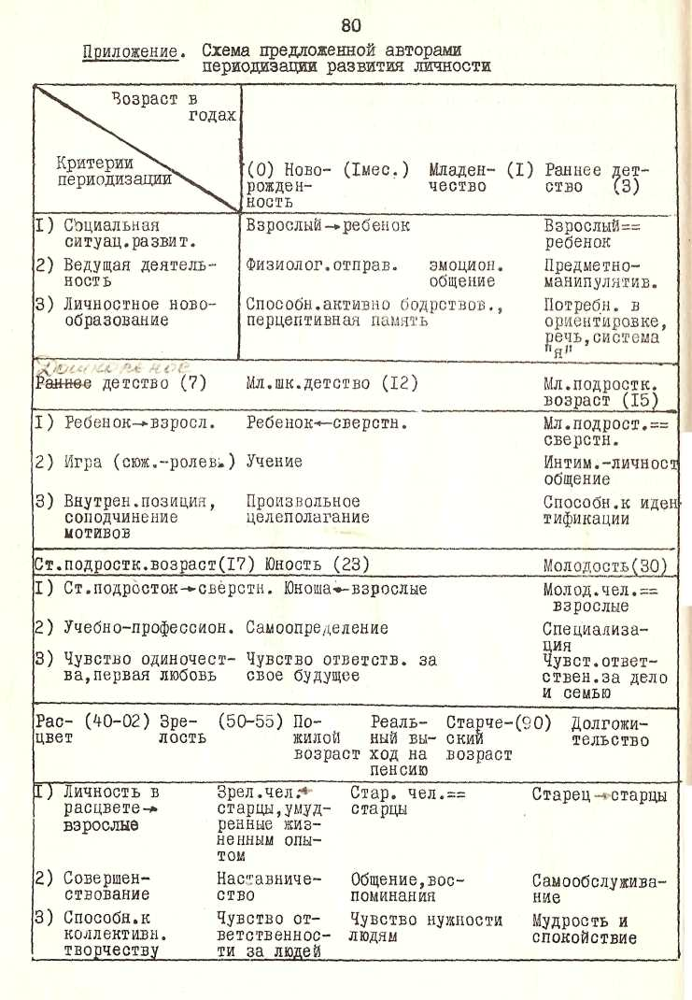 80
Приложение. Схема предложенной авторами
периодизации развития личности
Возраст в
годах
Критерии
периодизации
(0) Ново- (Iмес.) Младен- (I) Раннее дет-
рожден- чество ство (3)
ность
I) Социальная Взрослый→ребенок Взрослый==
ситуац.развит. ребенок
2) Ведущая деятель- Физиолог.отправ. эмоцион. Предметно-
ность общение манипулятив.
3) Личностное ново- Способн.активно бодрствов., Потребн. в
образование перцептивная память ориентировке,
речь,система
"я"
Дошкольное
Раннее детство (7) Мл.шк.детство (I2) Мл.подростк.
возраст (I5)
I) Ребенок→взросл. Ребенок←сверстн. Мл.подрост.==
сверстн.
2) Игра (сюж.-ролев.) Учение Интим.-личност
общение
3) Внутрен.позиция, Произвольное Способн.к иден-
соподчинение целеполагание тификации
мотивов
Ст.подростк.возраст(I7) Юность (23) Молодость(30)
I) Ст.подросток→сверстн. Юноша←взрослые Молод.чел.==
взрослые
2) Учебно-профессион. Самоопределение Специализа-
ция
3) Чувство одиночест- Чувство ответств. за Чувст.ответ-
ва,первая любовь свое будущее ствен.за дело
и семью
Рас- (40-02) Зре- (50-55) По- Реаль- Старче-(90) Долгожи-
цвет лость жилой ный вы- ский тельство
возраст ход на возраст
пенсию
I) Личность в Зрел.чел.← Стар. чел.== Старец→старцы
расцвете→ старцы,умуд- старцы
взрослые ренные жиз-
ненным опы-
том
2) Совершен- Наставниче- Общение,вос- Самообслужива-
ствование ство поминания ние
3) Способн.к Чувство от- Чувство нужности Мудрость и
коллективн. ветственнос- людям спокойствие
творчеству ти за людей